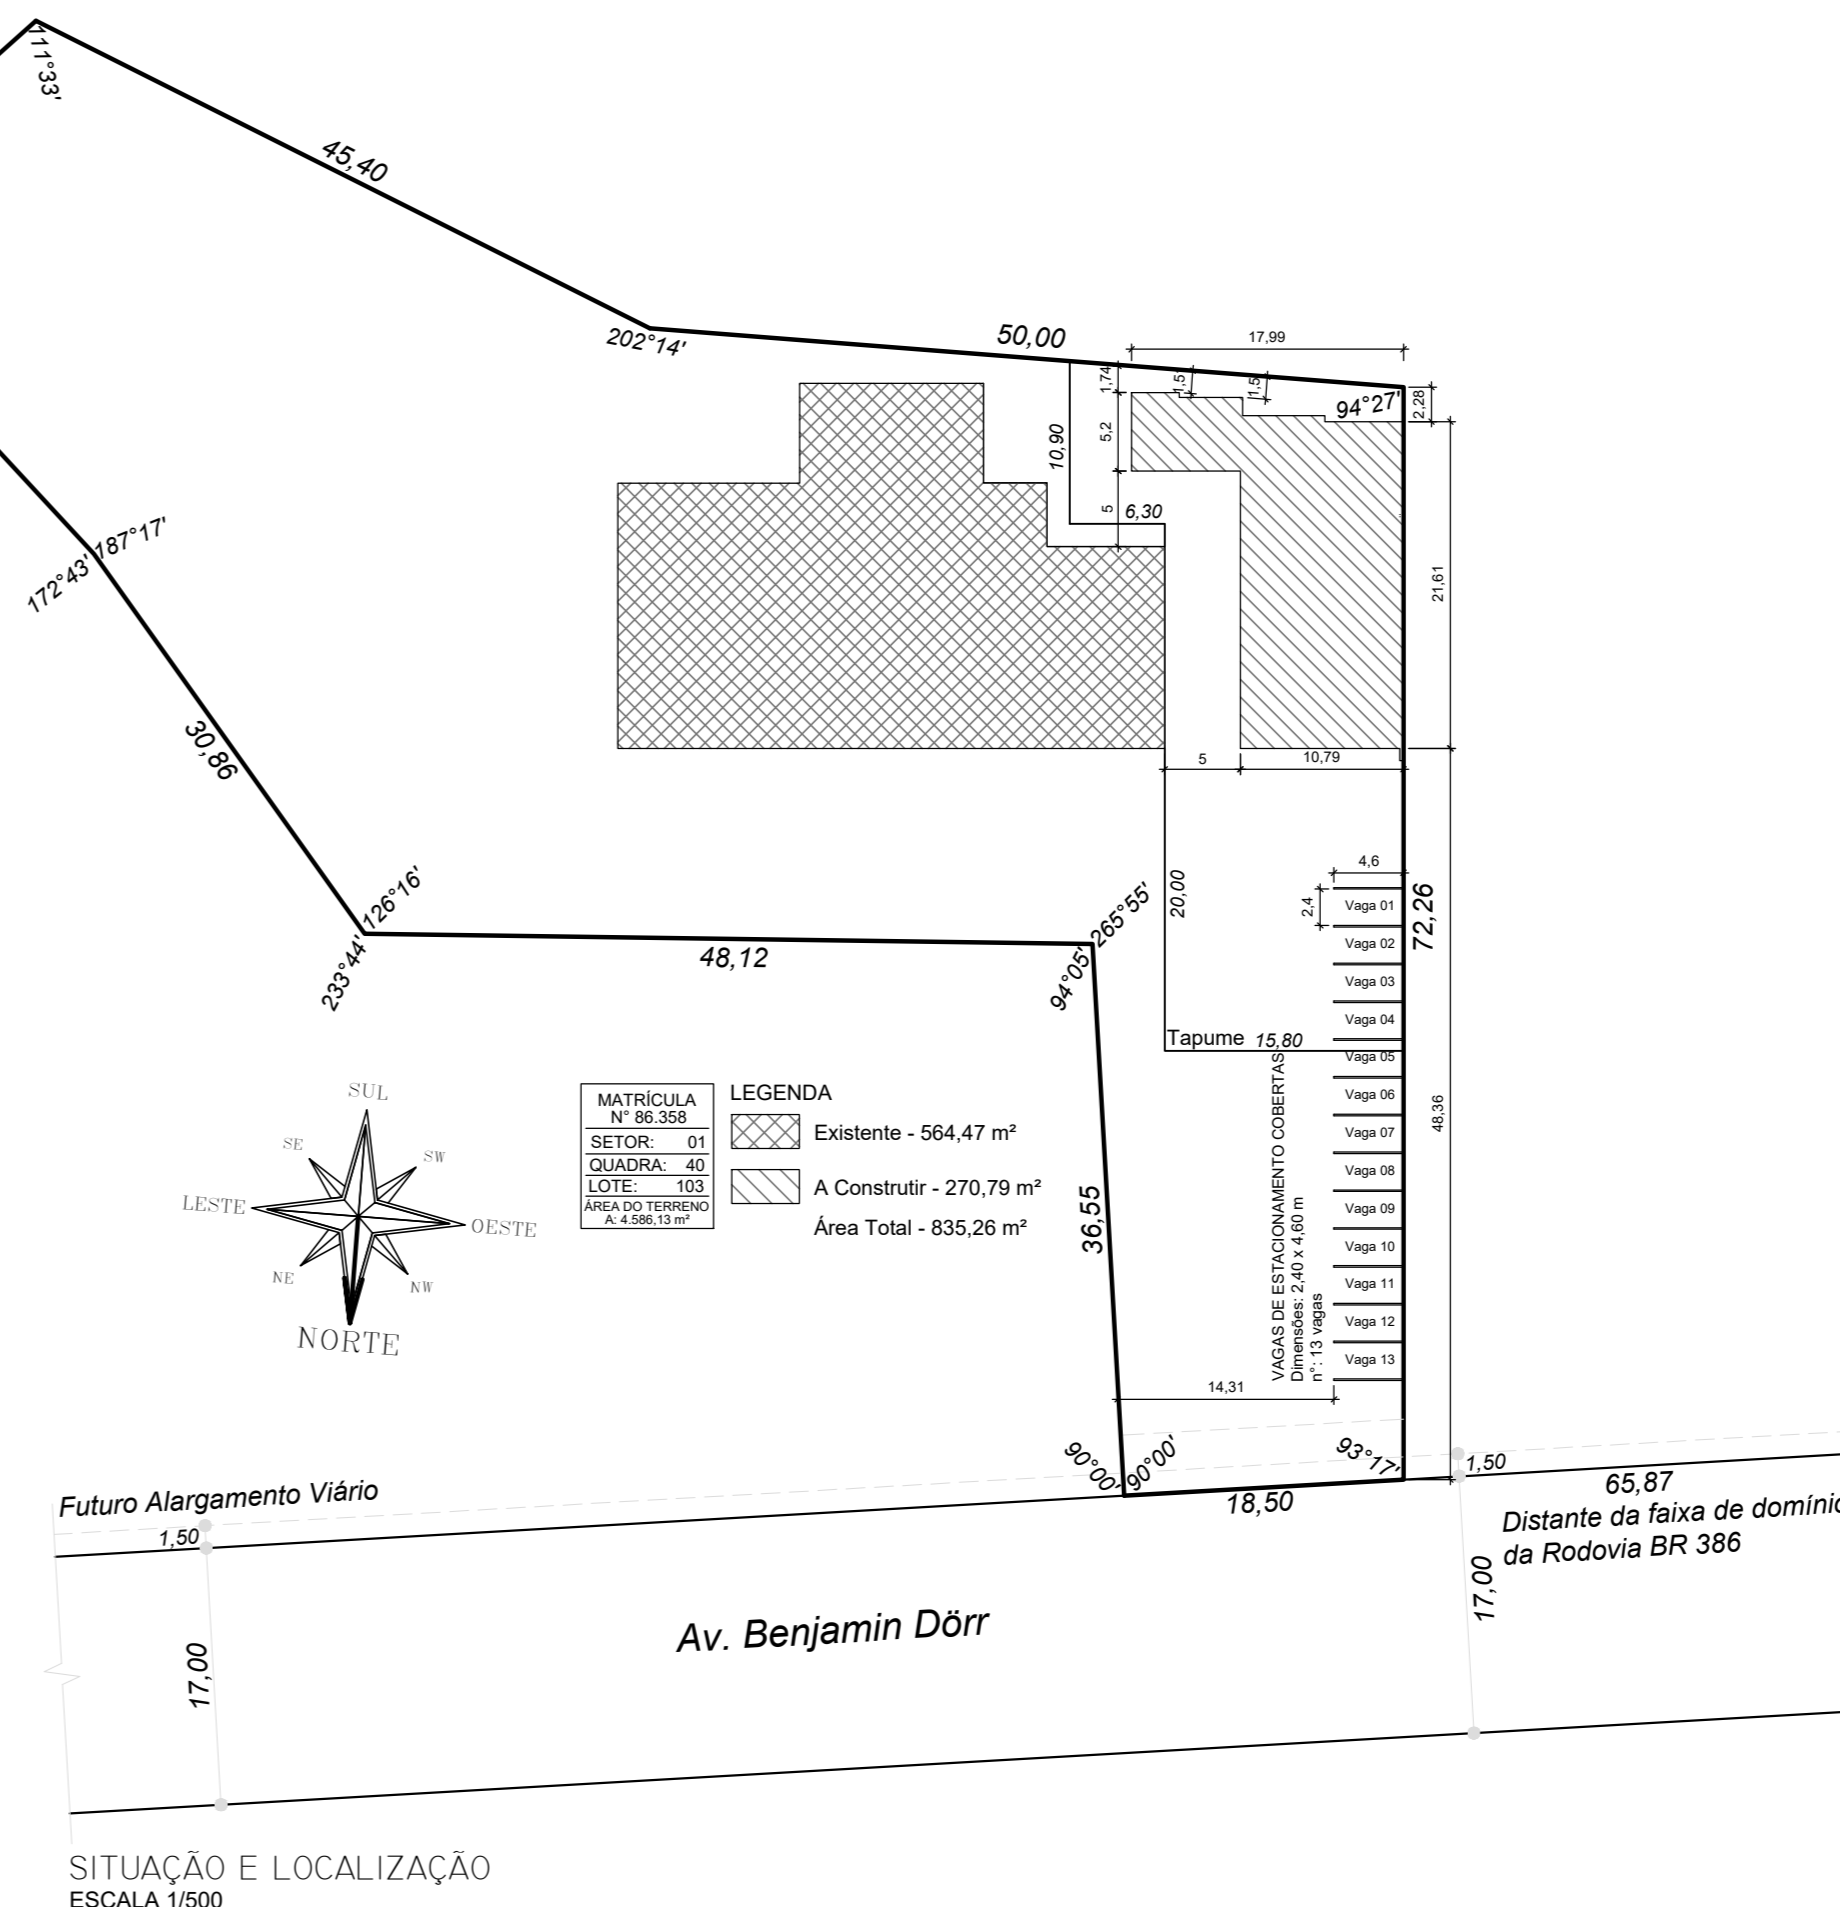 111°33'
45,40
202°14'
50,00
17,99
1,74
1,5
1,5
94°27'
2,28
5,2
10,90
5
6,30
21,61
187°17'
172°43'
30,86
5
10,79
4,6
2,4
Vaga 01
Vaga 02
Vaga 03
Vaga 04
Vaga 05
Vaga 06
Vaga 07
Vaga 08
Vaga 09
Vaga 10
Vaga 11
Vaga 12
Vaga 13
72,26
20,00
126°16'
233°44'
48,12
265°55'
94°05'
Tapume 15,80
VAGAS DE ESTACIONAMENTO COBERTAS
Dimensões: 2,40 x 4,60 m
n°: 13 vagas
48,36
SUL
SE
SW
LESTE
OESTE
NE
NW
NORTE
MATRÍCULA
N° 86.358
SETOR: 01
QUADRA: 40
LOTE: 103
ÁREA DO TERRENO
A: 4.586,13 m²
LEGENDA
Existente - 564,47 m²
A Construtir - 270,79 m²
Área Total - 835,26 m²
36,55
14,31
90°00'
90°00'
93°17'
18,50
1,50
65,87
Distante da faixa de domínio
da Rodovia BR 386
17,00
Futuro Alargamento Viário
1,50
17,00
Av. Benjamin Dörr
SITUAÇÃO E LOCALIZAÇÃO
ESCALA 1/500